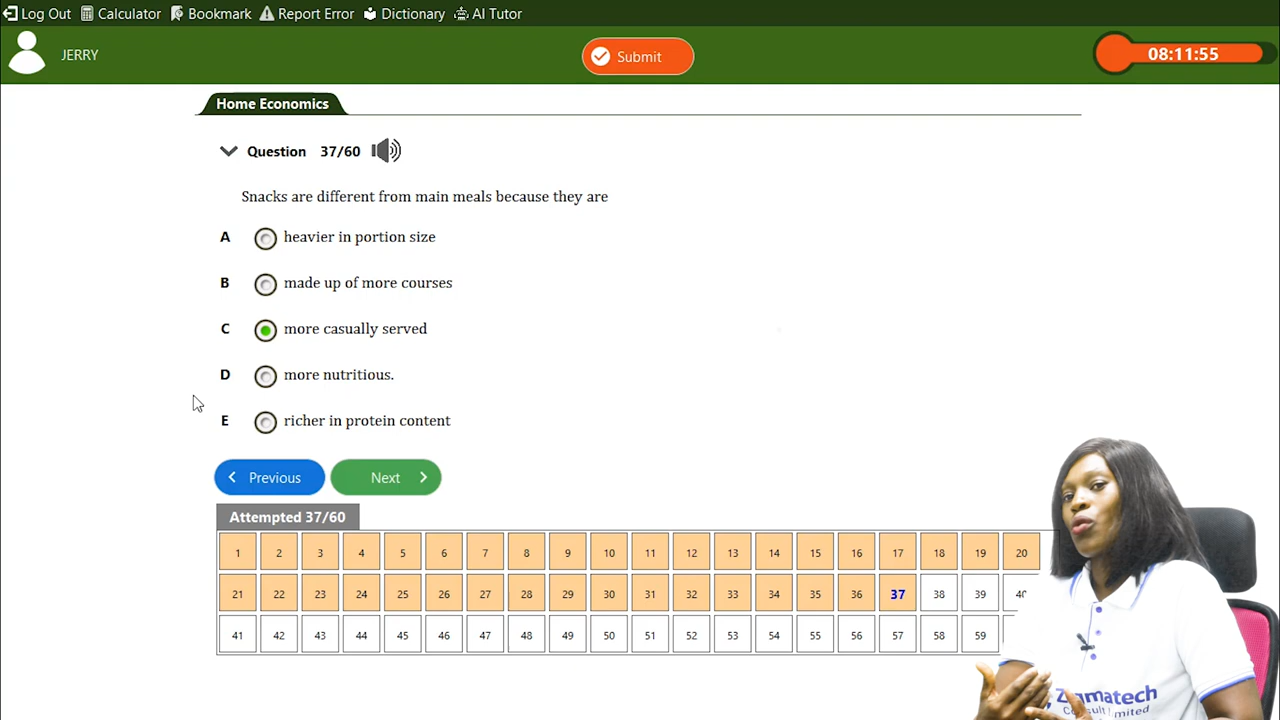 Log Out Calculator Bookmark Report Error Dictionary AI Tutor
JERRY
Submit
08:11:55
Home Economics
Question 37/60
Snacks are different from main meals because they are
A heavier in portion size
B made up of more courses
C more casually served
D more nutritious.
E richer in protein content
Previous Next
Attempted 37/60
1 2 3 4 5 6 7 8 9 10 11 12 13 14 15 16 17 18 19 20
21 22 23 24 25 26 27 28 29 30 31 32 33 34 35 36 37 38 39 40
41 42 43 44 45 46 47 48 49 50 51 52 53 54 55 56 57 58 59
Limited